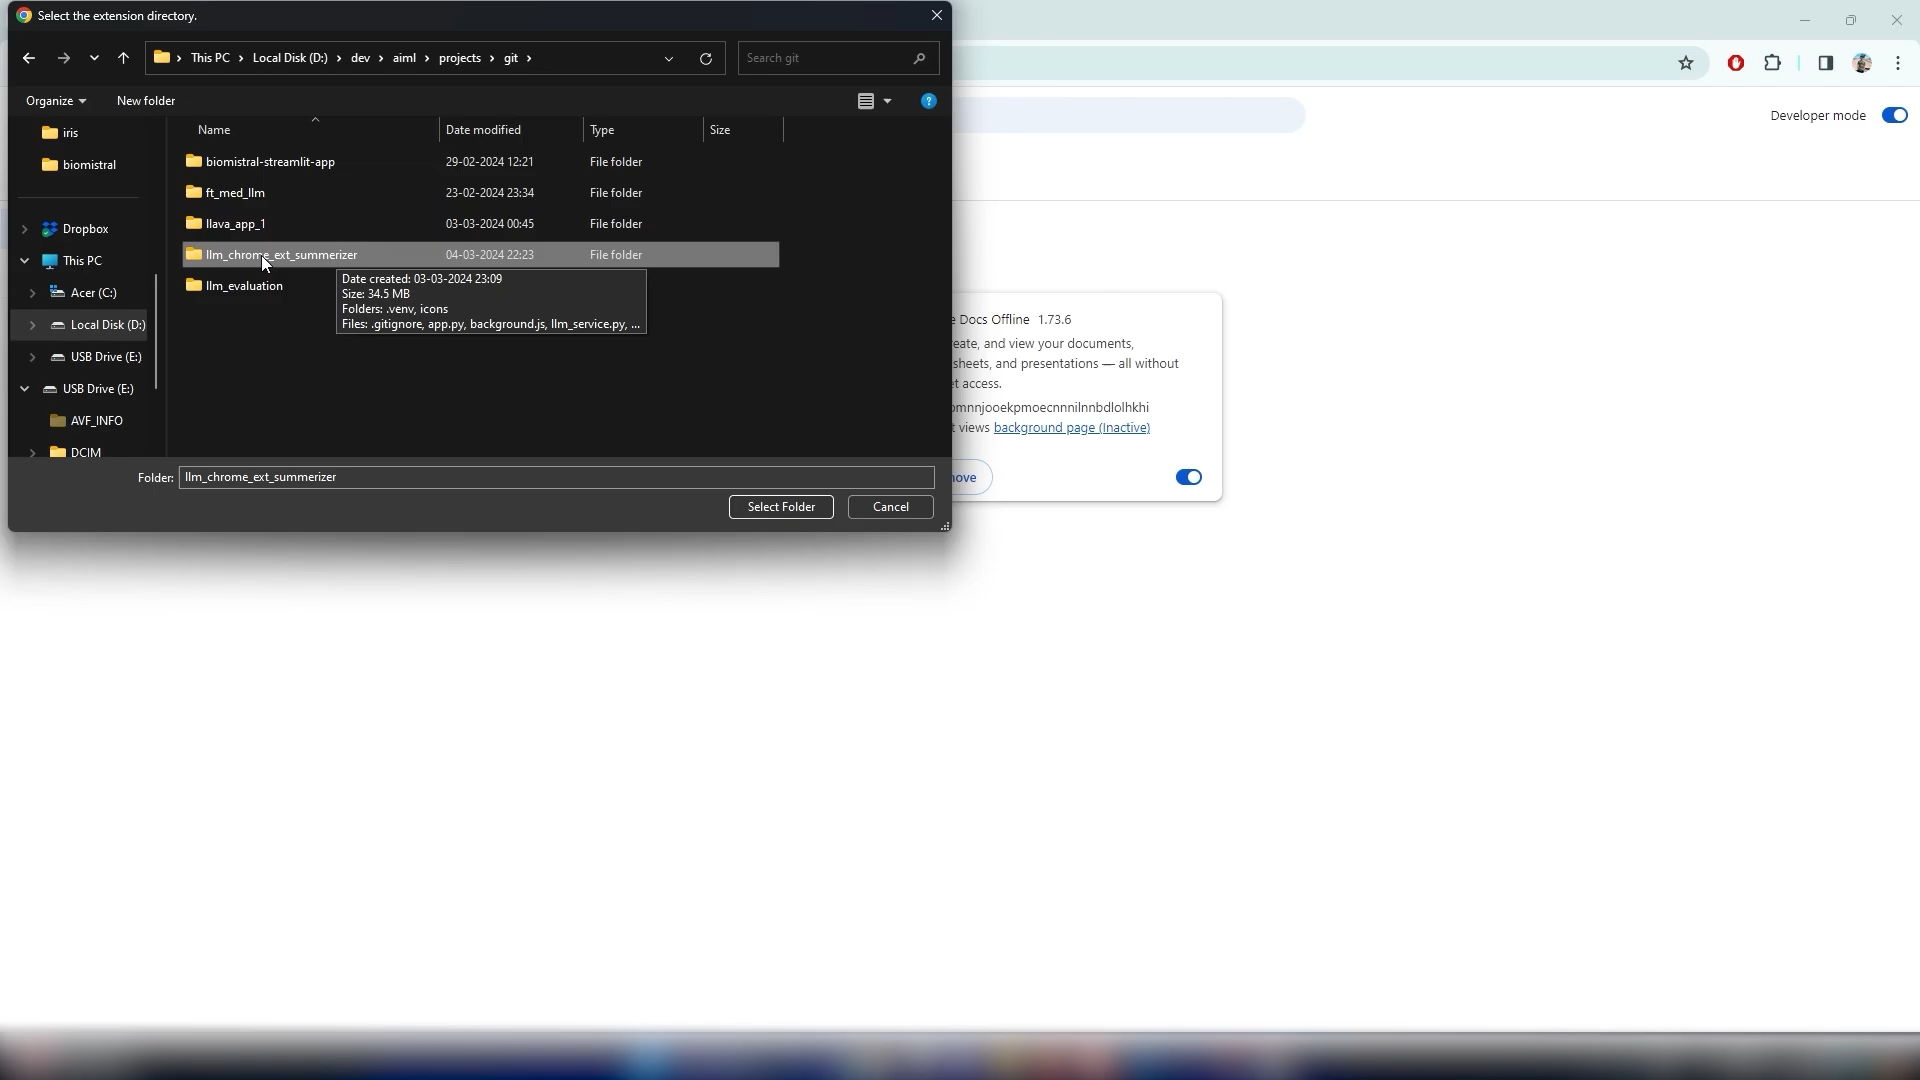 Select the extension directory.
This PC > Local Disk (D:) > dev > aiml > projects > git >
Search git
Organize
New folder
Developer mode
iris
biomistral
Dropbox
This PC
Acer (C:)
Local Disk (D:)
USB Drive (E:)
USB Drive (E:)
AVF_INFO
DCIM
Name Date modified Type Size
biomistral-streamlit-app 29-02-2024 12:21 File folder
ft_med_llm 23-02-2024 23:34 File folder
llava_app_1 03-03-2024 00:45 File folder
llm_chrome_ext_summerizer 04-03-2024 22:23 File folder
llm_evaluation
Date created: 03-03-2024 23:09
Size: 34.5 MB
Folders: .venv, icons
Files: .gitignore, app.py, background.js, llm_service.py, ...
Folder: llm_chrome_ext_summerizer
Select Folder
Cancel
e Docs Offline 1.73.6
eate, and view your documents,
sheets, and presentations — all without
et access.
omnnjooekpmoecnnnilnnbdlolhkhi
t views background page (Inactive)
nove